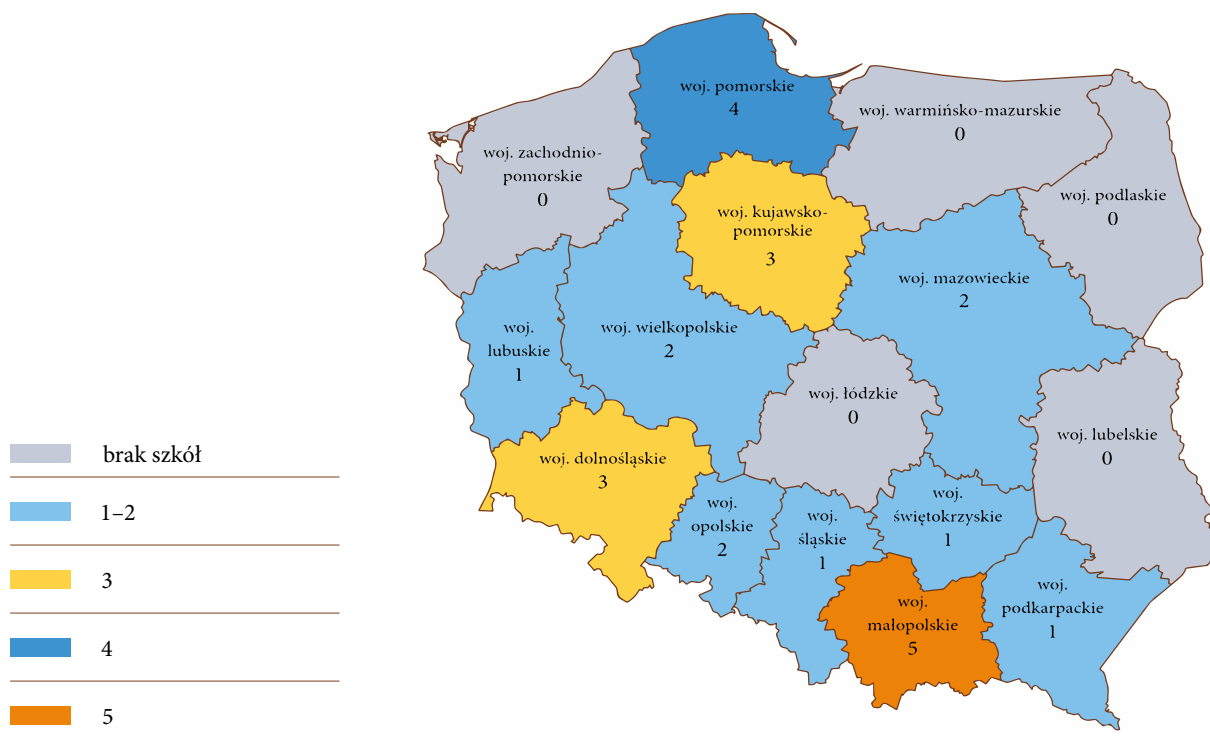 woj. pomorskie
4
woj. warmińsko-mazurskie
0
woj. zachodnio-
pomorskie
0
woj. podlaskie
0
woj. kujawsko-
pomorskie
3
woj. mazowieckie
2
woj.
lubuskie
1
woj. wielkopolskie
2
woj. łódzkie
0
woj. lubelskie
0
woj. dolnośląskie
3
woj.
opolskie
2
woj.
śląskie
1
woj.
świętokrzyskie
1
woj.
małopolskie
5
woj.
podkarpackie
1
brak szkół
1–2
3
4
5